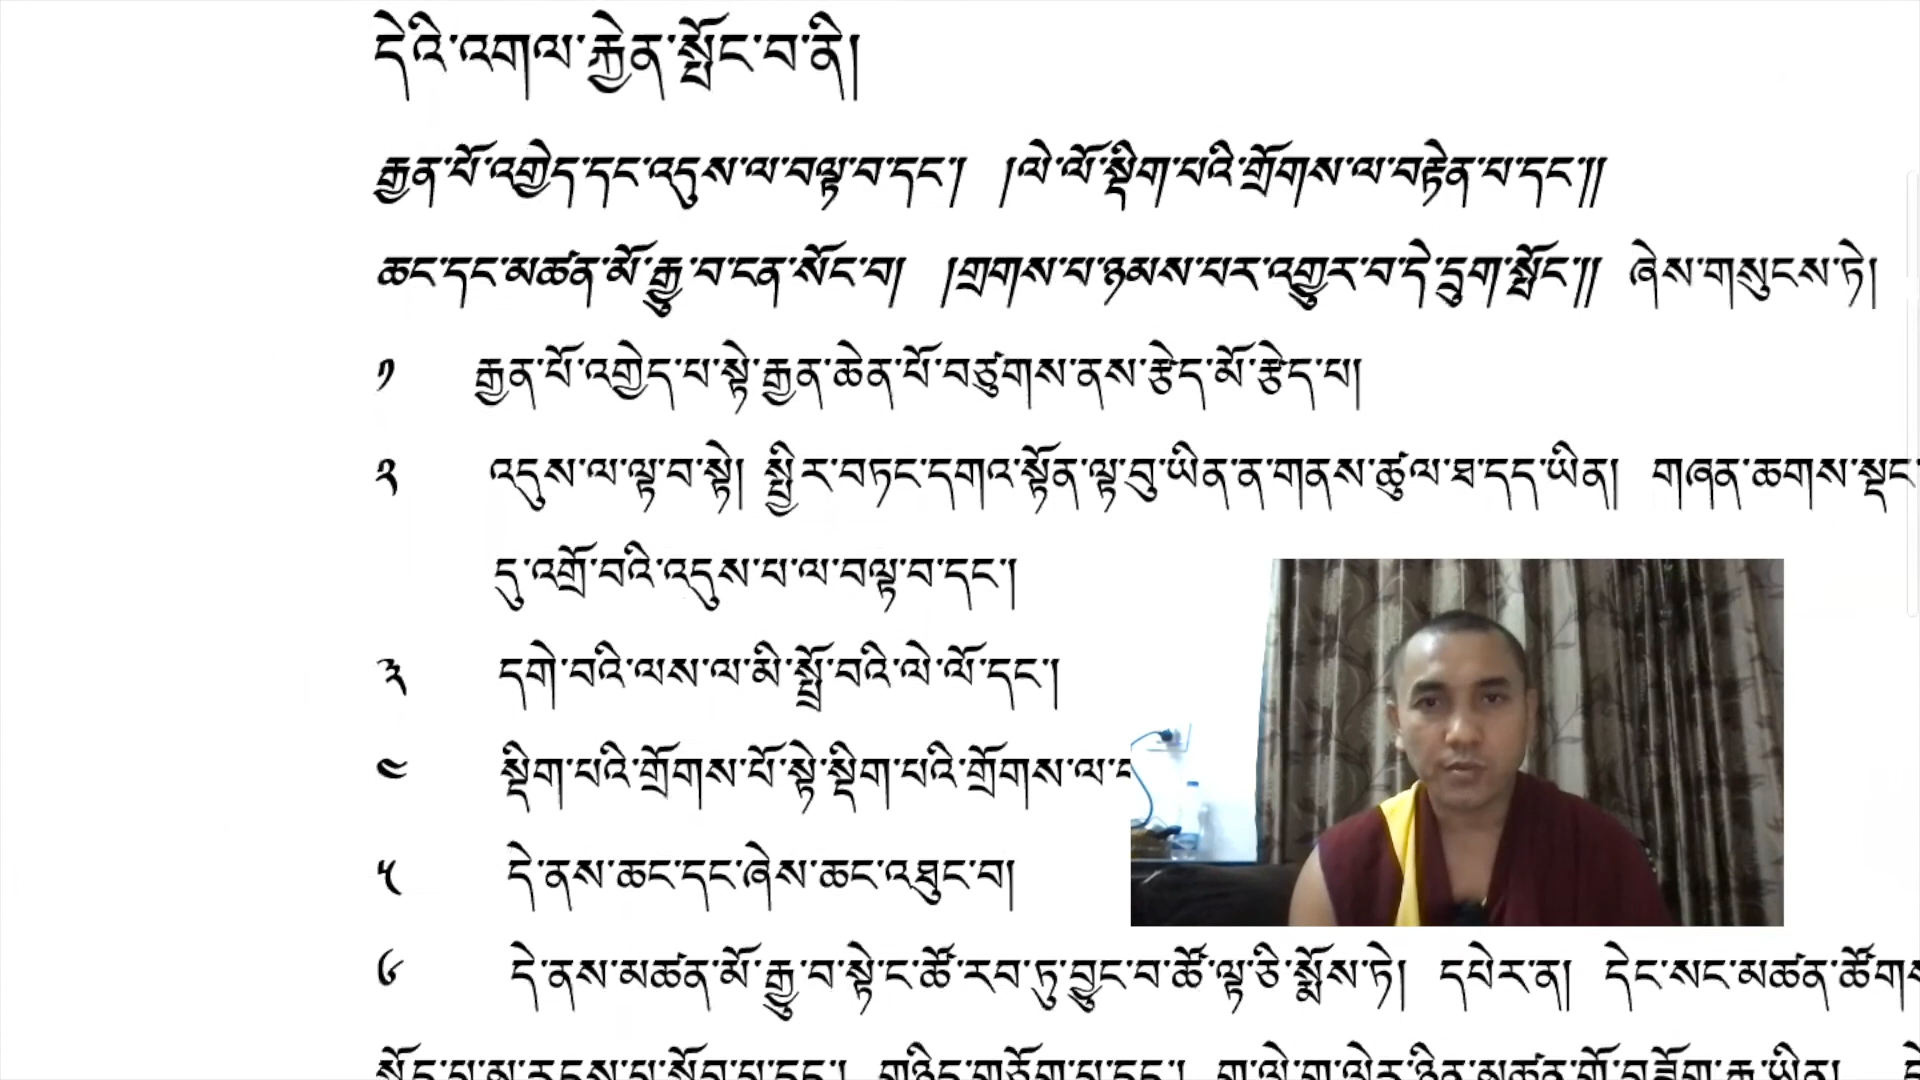 དེའི་འགལ་རྐྱེན་སྤོང་བ་ནི།
རྒྱན་པོ་འགྱེད་དང་འདུས་ལ་བལྟ་བ་དང་། །ལེ་ལོ་སྡིག་པའི་གྲོགས་ལ་བརྟེན་པ་དང་།།
ཆང་དང་མཚན་མོ་རྒྱུ་བ་ངན་སོང་བ། །གྲགས་པ་ཉམས་པར་འགྱུར་བ་དེ་དྲུག་སྤོང་།། ཞེས་གསུངས་ཏེ།
༡ རྒྱན་པོ་འགྱེད་པ་སྟེ་རྒྱན་ཆེན་པོ་བཙུགས་ནས་རྩེད་མོ་རྩེད་པ།
༢ འདུས་ལ་ལྟ་བ་སྟེ། སྤྱིར་བཏང་དགའ་སྟོན་ལྟ་བུ་ཡིན་ན་གནས་ཚུལ་ཐ་དད་ཡིན། གཞན་ཆགས་སྡང་
དུ་འགྲོ་བའི་འདུས་པ་ལ་བལྟ་བ་དང་།
༣ དགེ་བའི་ལས་ལ་མི་སྤྲོ་བའི་ལེ་ལོ་དང་།
༤ སྡིག་པའི་གྲོགས་པོ་སྟེ་སྡིག་པའི་གྲོགས་ལ་
༥ དེ་ནས་ཆང་དང་ཞེས་ཆང་འཐུང་བ།
༦ དེ་ནས་མཚན་མོ་རྒྱུ་བ་སྟེ་ང་ཚོ་རབ་ཏུ་བྱུང་བ་ཚོ་ལྟ་ཅི་སྨོས་ཏེ། དཔེར་ན། དེང་སང་མཚན་ཚོགས